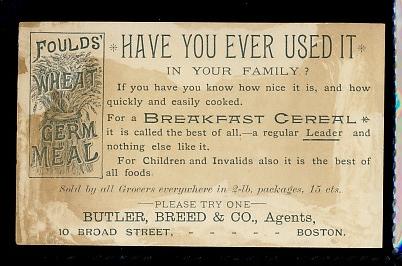 FOULDS'
WHEAT
GERM
MEAL
HAVE YOU EVER USED IT
IN YOUR FAMILY?
If you have you know how nice it is, and how
quickly and easily cooked.
For a BREAKFAST CEREAL
it is called the best of all.—a regular Leader and
nothing else like it.
For Children and Invalids also it is the best of
all foods
Sold by all Grocers everywhere in 2-lb. packages, 15 cts.
—PLEASE TRY ONE—
BUTLER, BREED & CO., Agents,
10 BROAD STREET, - - - - - BOSTON.